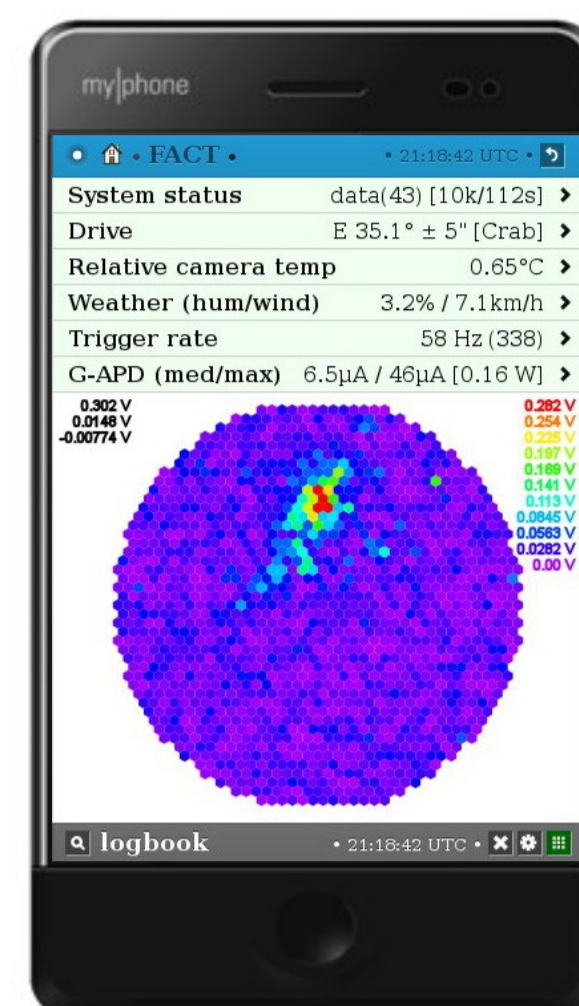 my|phone
• FACT • • 21:18:42 UTC •
System status data(43) [10k/112s]
Drive E 35.1° ± 5" [Crab]
Relative camera temp 0.65°C
Weather (hum/wind) 3.2% / 7.1km/h
Trigger rate 58 Hz (338)
G-APD (med/max) 6.5µA / 46µA [0.16 W]
0.302 V
0.0148 V
-0.00774 V
0.282 V
0.254 V
0.225 V
0.197 V
0.169 V
0.141 V
0.113 V
0.0845 V
0.0563 V
0.0282 V
0.00 V
logbook • 21:18:42 UTC •